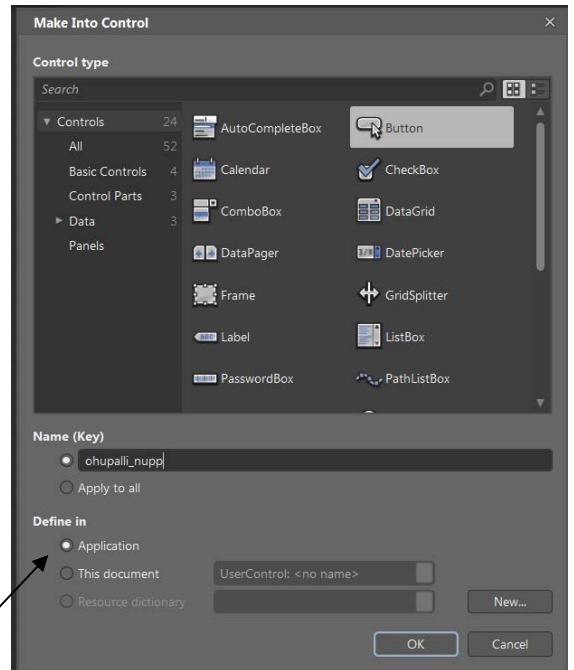 Make Into Control
Control type
Search
Controls 24
All 52
Basic Controls 4
Control Parts 3
Data 3
Panels
AutoCompleteBox Button
Calendar CheckBox
ComboBox DataGrid
DataPager DatePicker
Frame GridSplitter
Label ListBox
PasswordBox PathListBox
Name (Key)
ohupalli_nupp
Apply to all
Define in
Application
This document UserControl: <no name>
Resource dictionary New...
OK Cancel